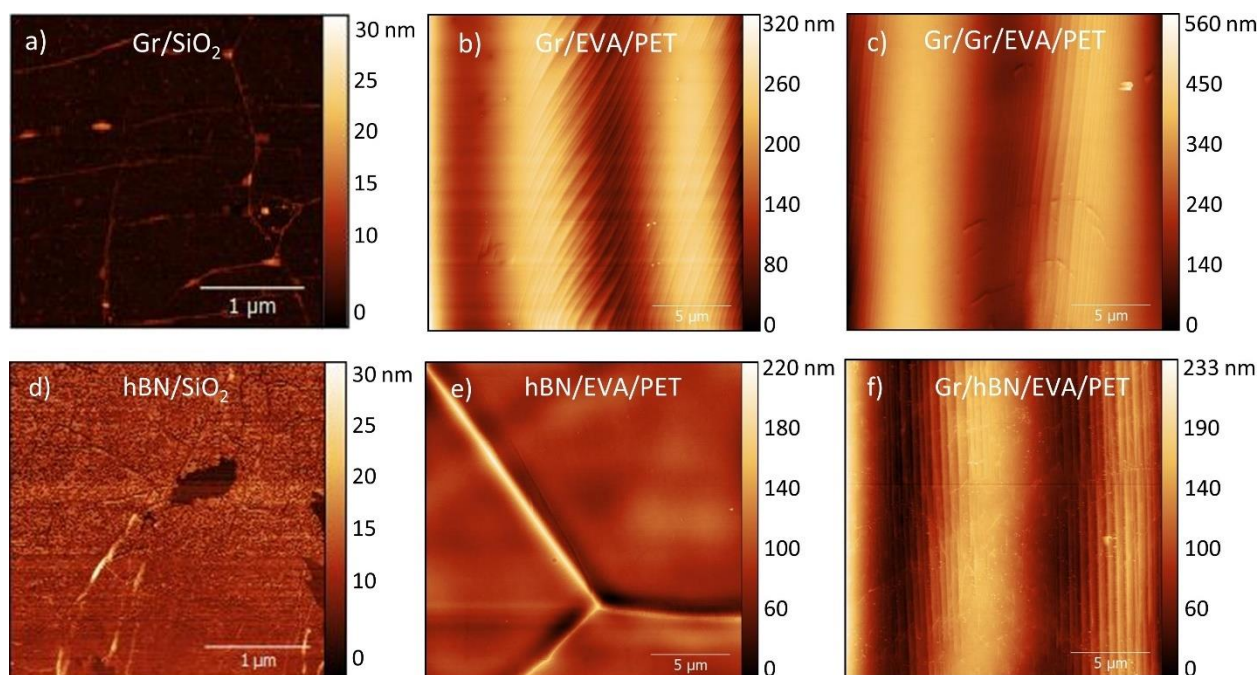 a) Gr/SiO₂
30 nm
25
20
15
10
0
1 µm
b) Gr/EVA/PET
320 nm
260
200
140
80
0
5 µm
c) Gr/Gr/EVA/PET
560 nm
440
340
240
140
0
5 µm
d) hBN/SiO₂
30 nm
25
20
15
10
0
1 µm
e) hBN/EVA/PET
220 nm
180
140
100
60
0
5 µm
f) Gr/hBN/EVA/PET
233 nm
190
140
100
60
0
5 µm